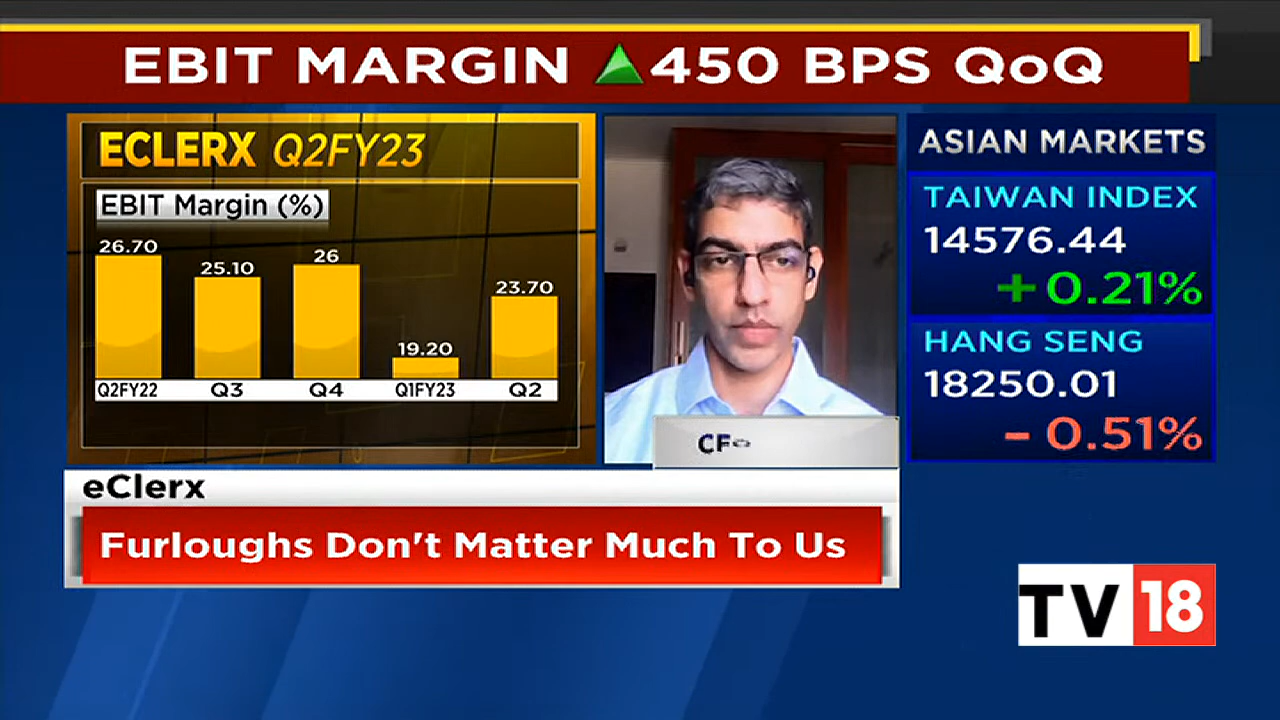 EBIT MARGIN ▲450 BPS QoQ
ECLERX Q2FY23
EBIT Margin (%)
26.70
25.10
26
19.20
23.70
Q2FY22
Q3
Q4
Q1FY23
Q2
ASIAN MARKETS
TAIWAN INDEX
14576.44
+0.21%
HANG SENG
18250.01
- 0.51%
eClerx
Furloughs Don't Matter Much To Us
TV18